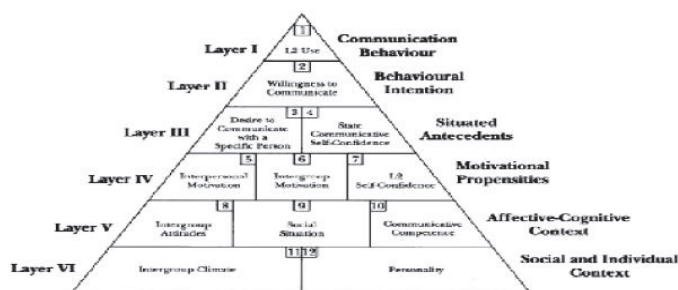 1
Layer I
L2 Use
Communication
Behaviour
2
Layer II
Willingness to
Communicate
Behavioural
Intention
3 4
Layer III
Desire to
Communicate
with a
Specific Person
State
Communicative
Self-Confidence
Situated
Antecedents
5 6 7
Layer IV
Interpersonal
Motivation
Intergroup
Motivation
L2
Self-Confidence
Motivational
Propensities
8 9 10
Layer V
Intergroup
Attitudes
Social
Situation
Communicative
Competence
Affective-Cognitive
Context
11 12
Layer VI
Intergroup Climate
Personality
Social and Individual
Context